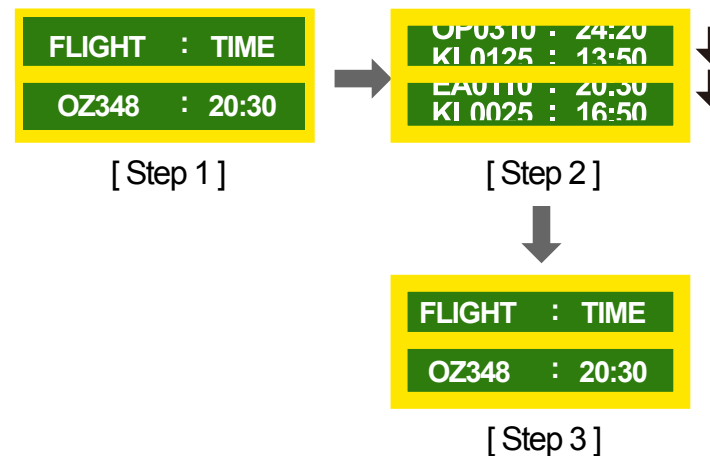 FLIGHT : TIME
OZ348 : 20:30
[ Step 1 ]
OP0310 : 24:20
KL0125 : 13:50
EA0110 : 20:30
KL0025 : 16:50
[ Step 2 ]
FLIGHT : TIME
OZ348 : 20:30
[ Step 3 ]